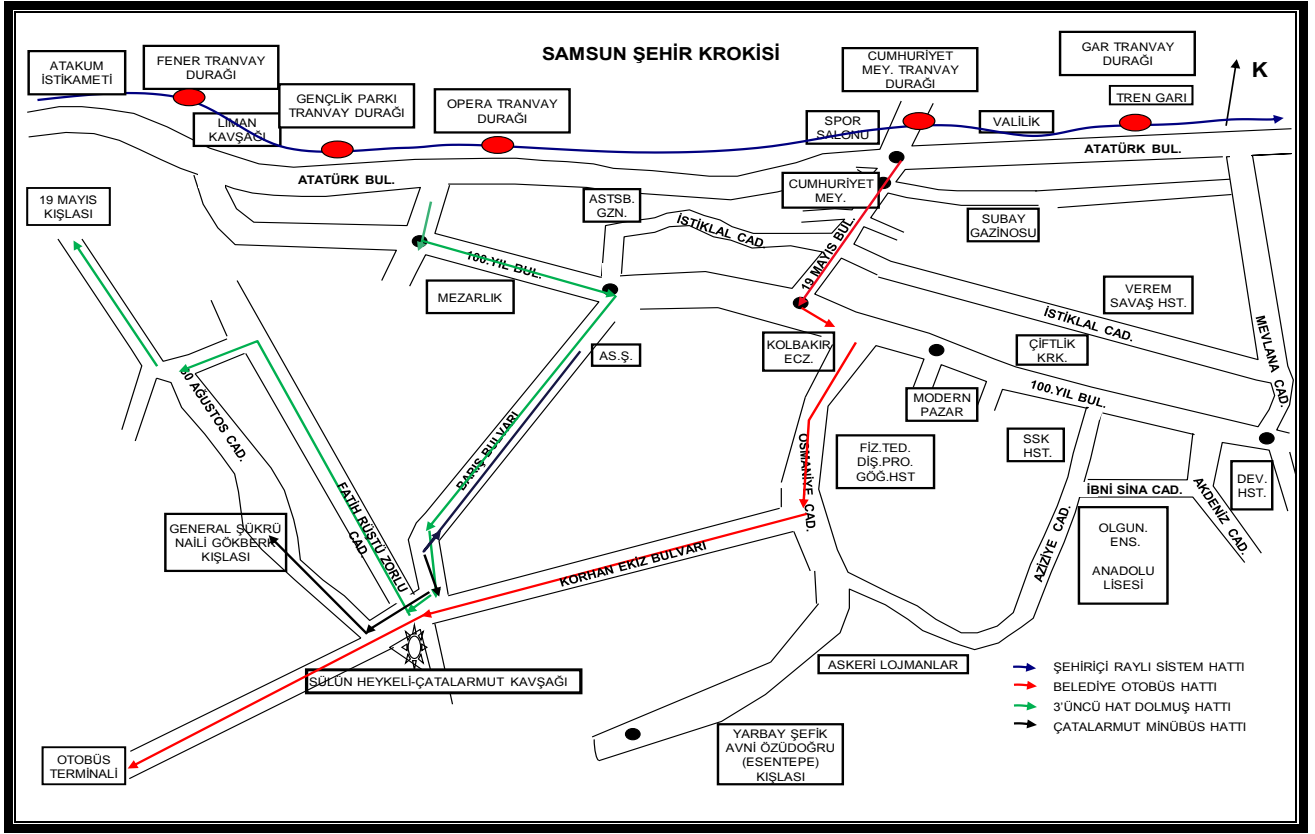 SAMSUN ŞEHİR KROKİSİ
ATAKUM
İSTİKAMETİ
FENER TRANVAY
DURAĞI
LİMAN
KAVŞAĞI
GENÇLİK PARKI
TRANVAY DURAĞI
OPERA TRANVAY
DURAĞI
CUMHURİYET
MEY. TRANVAY
DURAĞI
GAR TRANVAY
DURAĞI
TREN GARI
K
SPOR
SALONU
VALİLİK
ATATÜRK BUL.
ATATÜRK BUL.
19 MAYIS
KIŞLASI
ASTSB.
GZN.
CUMHURİYET
MEY.
SUBAY
GAZİNOSU
İSTİKLAL CAD.
19 MAYIS BUL.
100.YIL BUL.
MEZARLIK
VEREM
SAVAŞ HST.
İSTİKLAL CAD.
MEVLANA CAD.
KOLBAKIR
ECZ.
AS.Ş.
ÇİFTLİK
KRK.
MODERN
PAZAR
100.YIL BUL.
30 AĞUSTOS CAD.
BARIŞ BULVARI
OSMANİYE CAD.
FİZ.TED.
DİŞ.PRO.
GÖĞ.HST
SSK
HST.
DEV.
HST.
İBNİ SİNA CAD.
AKDENİZ CAD.
AZİZİYE CAD.
OLGUN.
ENS.
ANADOLU
LİSESİ
GENERAL ŞÜKRÜ
NAİLİ GÖKBERK
KIŞLASI
FATİH RÜŞTÜ ZORLU
CAD.
KORHAN EKİZ BULVARI
SÜLÜN HEYKELİ-ÇATALARMUT KAVŞAĞI
ASKERİ LOJMANLAR
OTOBÜS
TERMİNALİ
YARBAY ŞEFİK
AVNİ ÖZÜDOĞRU
(ESENTEPE)
KIŞLASI
ŞEHİRİÇİ RAYLI SİSTEM HATTI
BELEDİYE OTOBÜS HATTI
3'ÜNCÜ HAT DOLMUŞ HATTI
ÇATALARMUT MİNÜBÜS HATTI